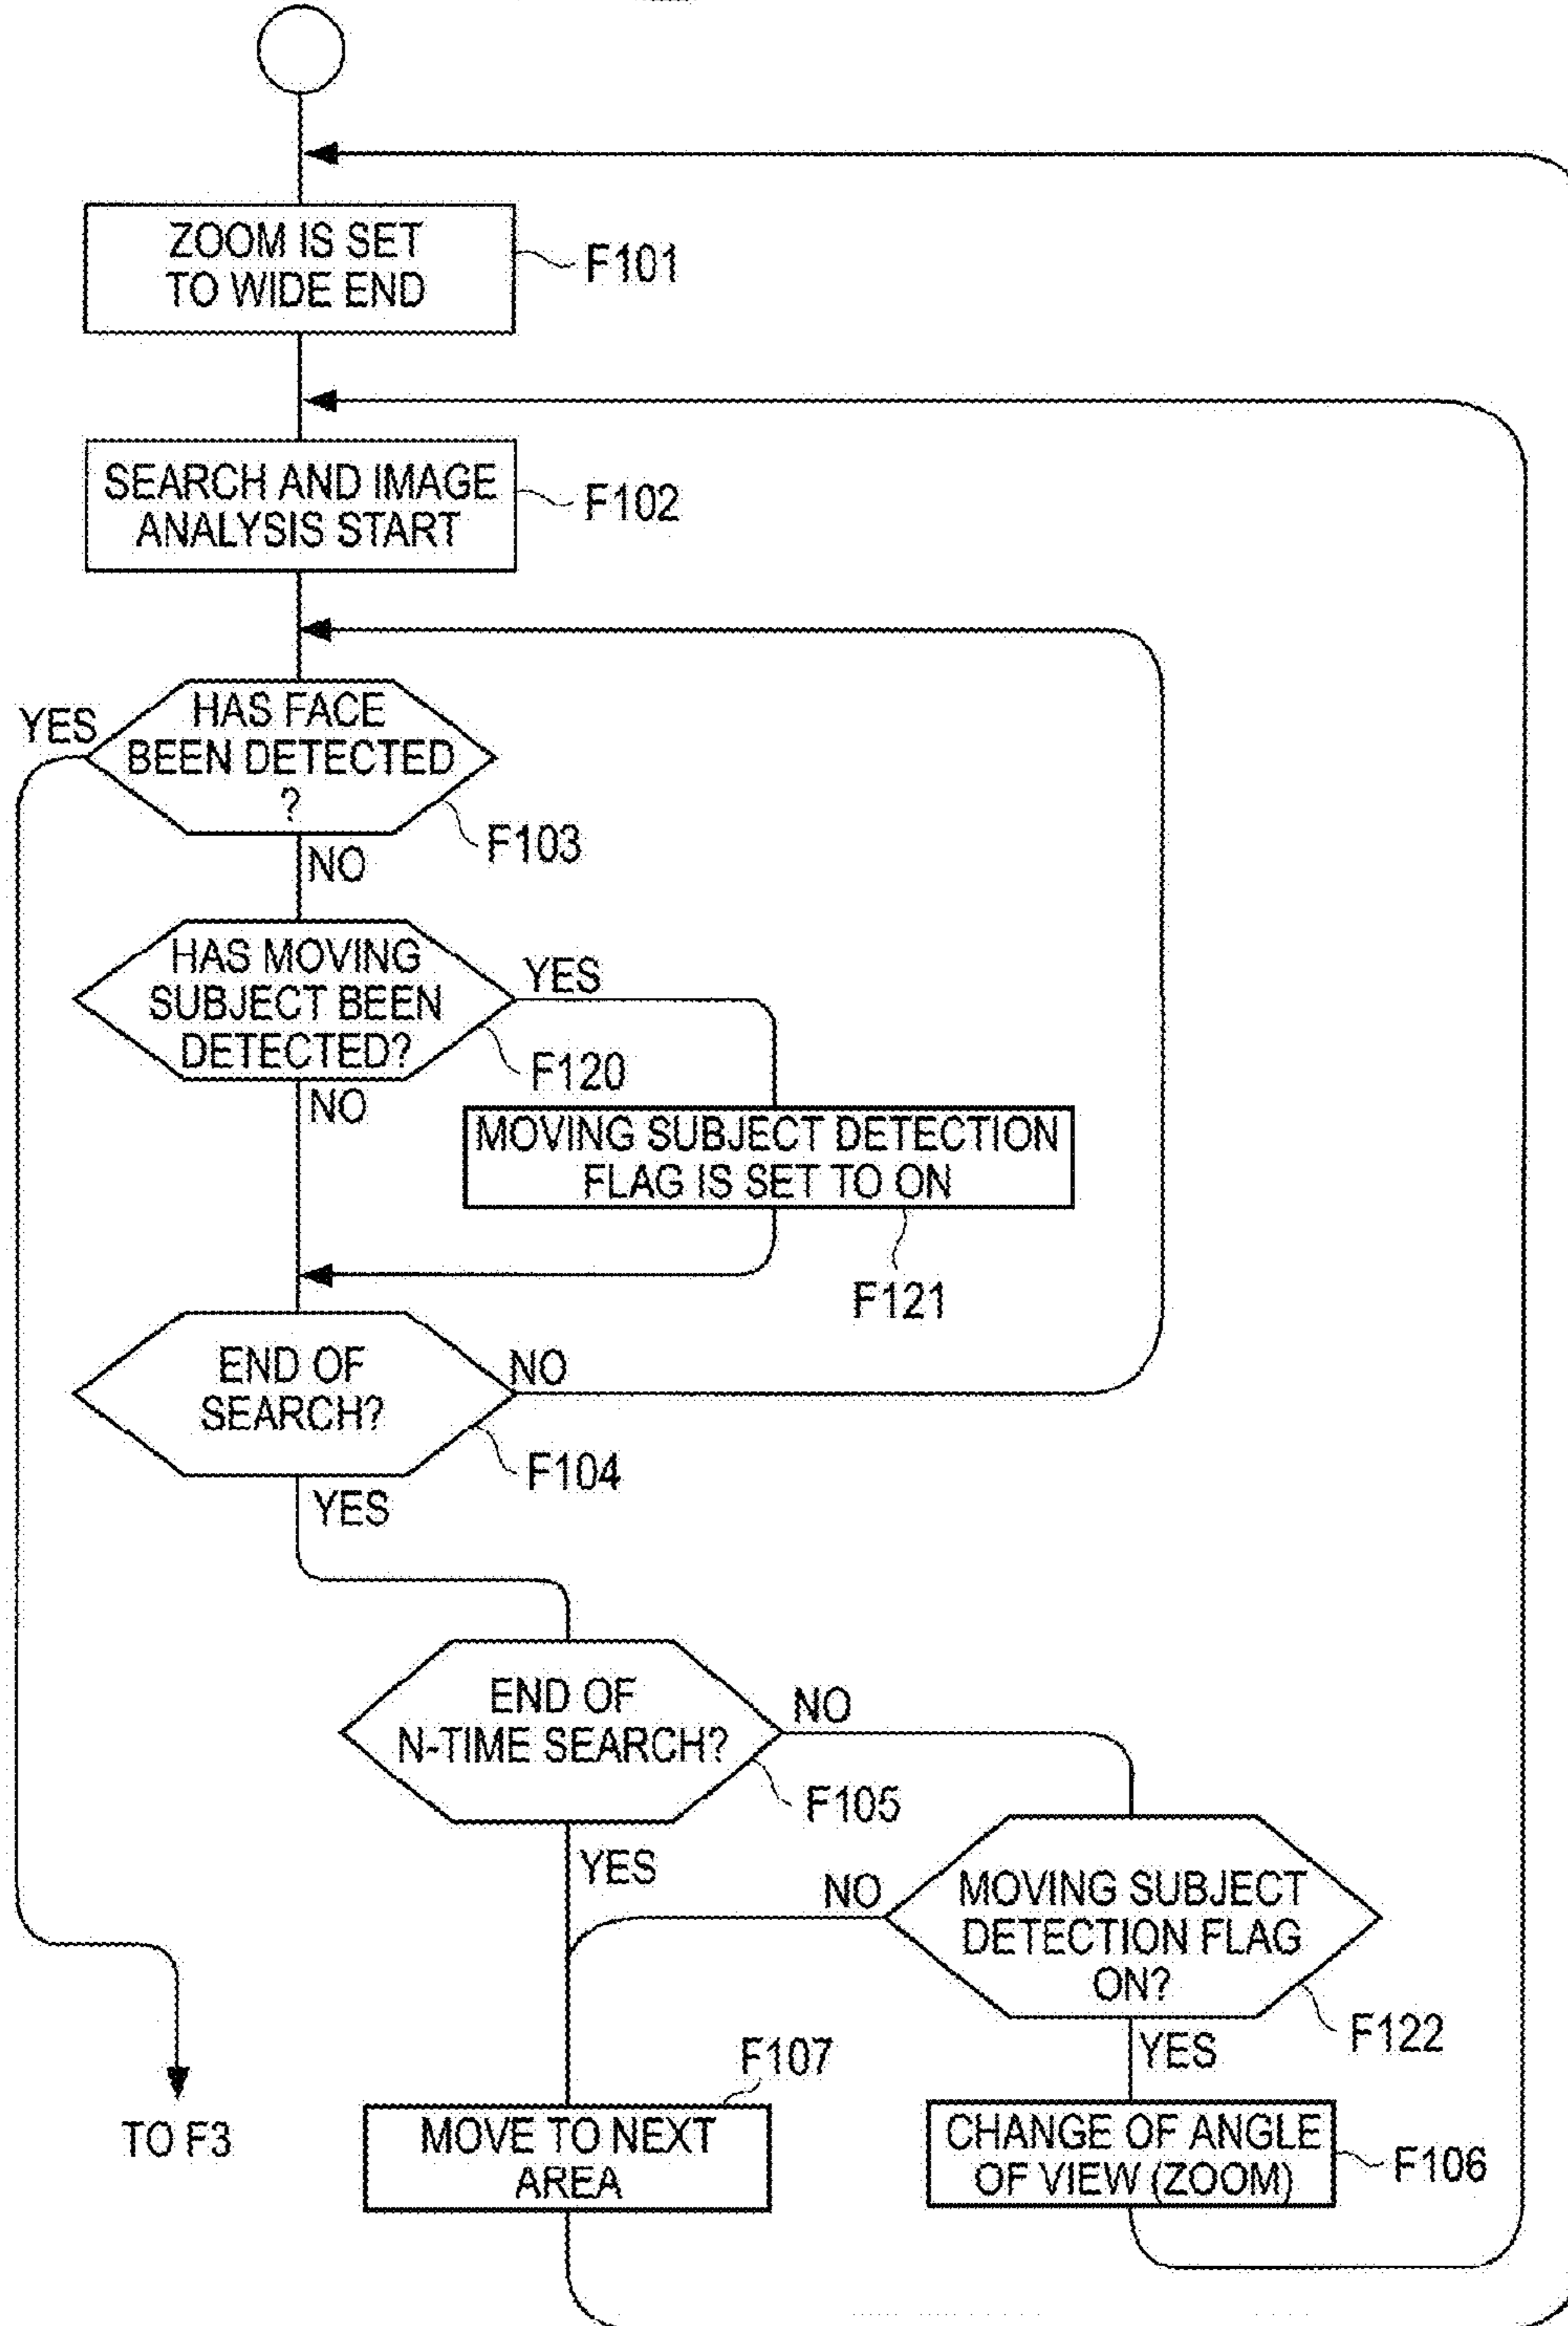 ZOOM IS SET
TO WIDE END
F101
SEARCH AND IMAGE
ANALYSIS START
F102
YES
HAS FACE
BEEN DETECTED
?
F103
NO
HAS MOVING
SUBJECT BEEN
DETECTED?
YES
F120
NO
MOVING SUBJECT DETECTION
FLAG IS SET TO ON
F121
END OF
SEARCH?
NO
F104
YES
END OF
N-TIME SEARCH?
NO
F105
YES
NO
MOVING SUBJECT
DETECTION FLAG
ON?
F122
YES
F107
TO F3
MOVE TO NEXT
AREA
CHANGE OF ANGLE
OF VIEW (ZOOM)
F106